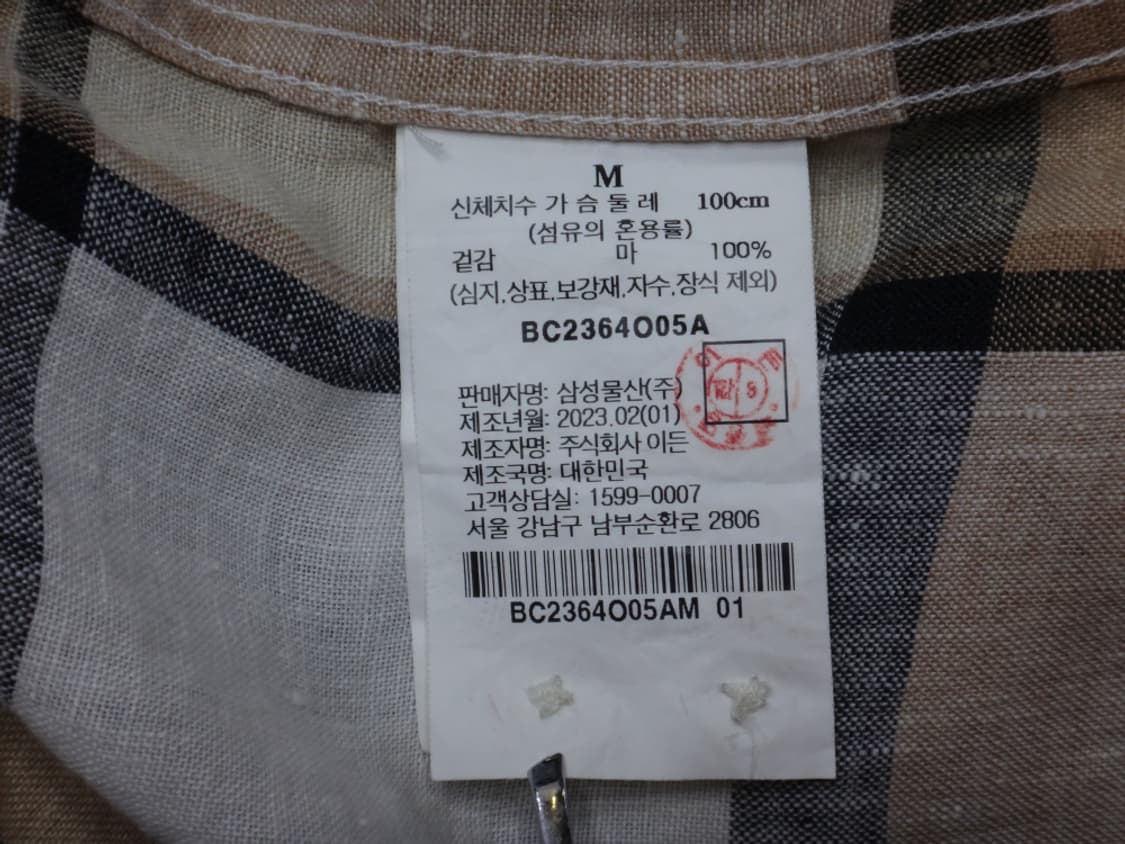 M
신체치수 가 슴 둘 레 100cm
(섬유의 혼용률)
겉감 마 100%
(심지,상표,보강재,자수,장식 제외)
BC2364O05A
판매자명: 삼성물산(주)
제조년월: 2023.02(01)
제조자명: 주식회사 이든
제조국명: 대한민국
고객상담실: 1599-0007
서울 강남구 남부순환로 2806
BC2364O05AM 01